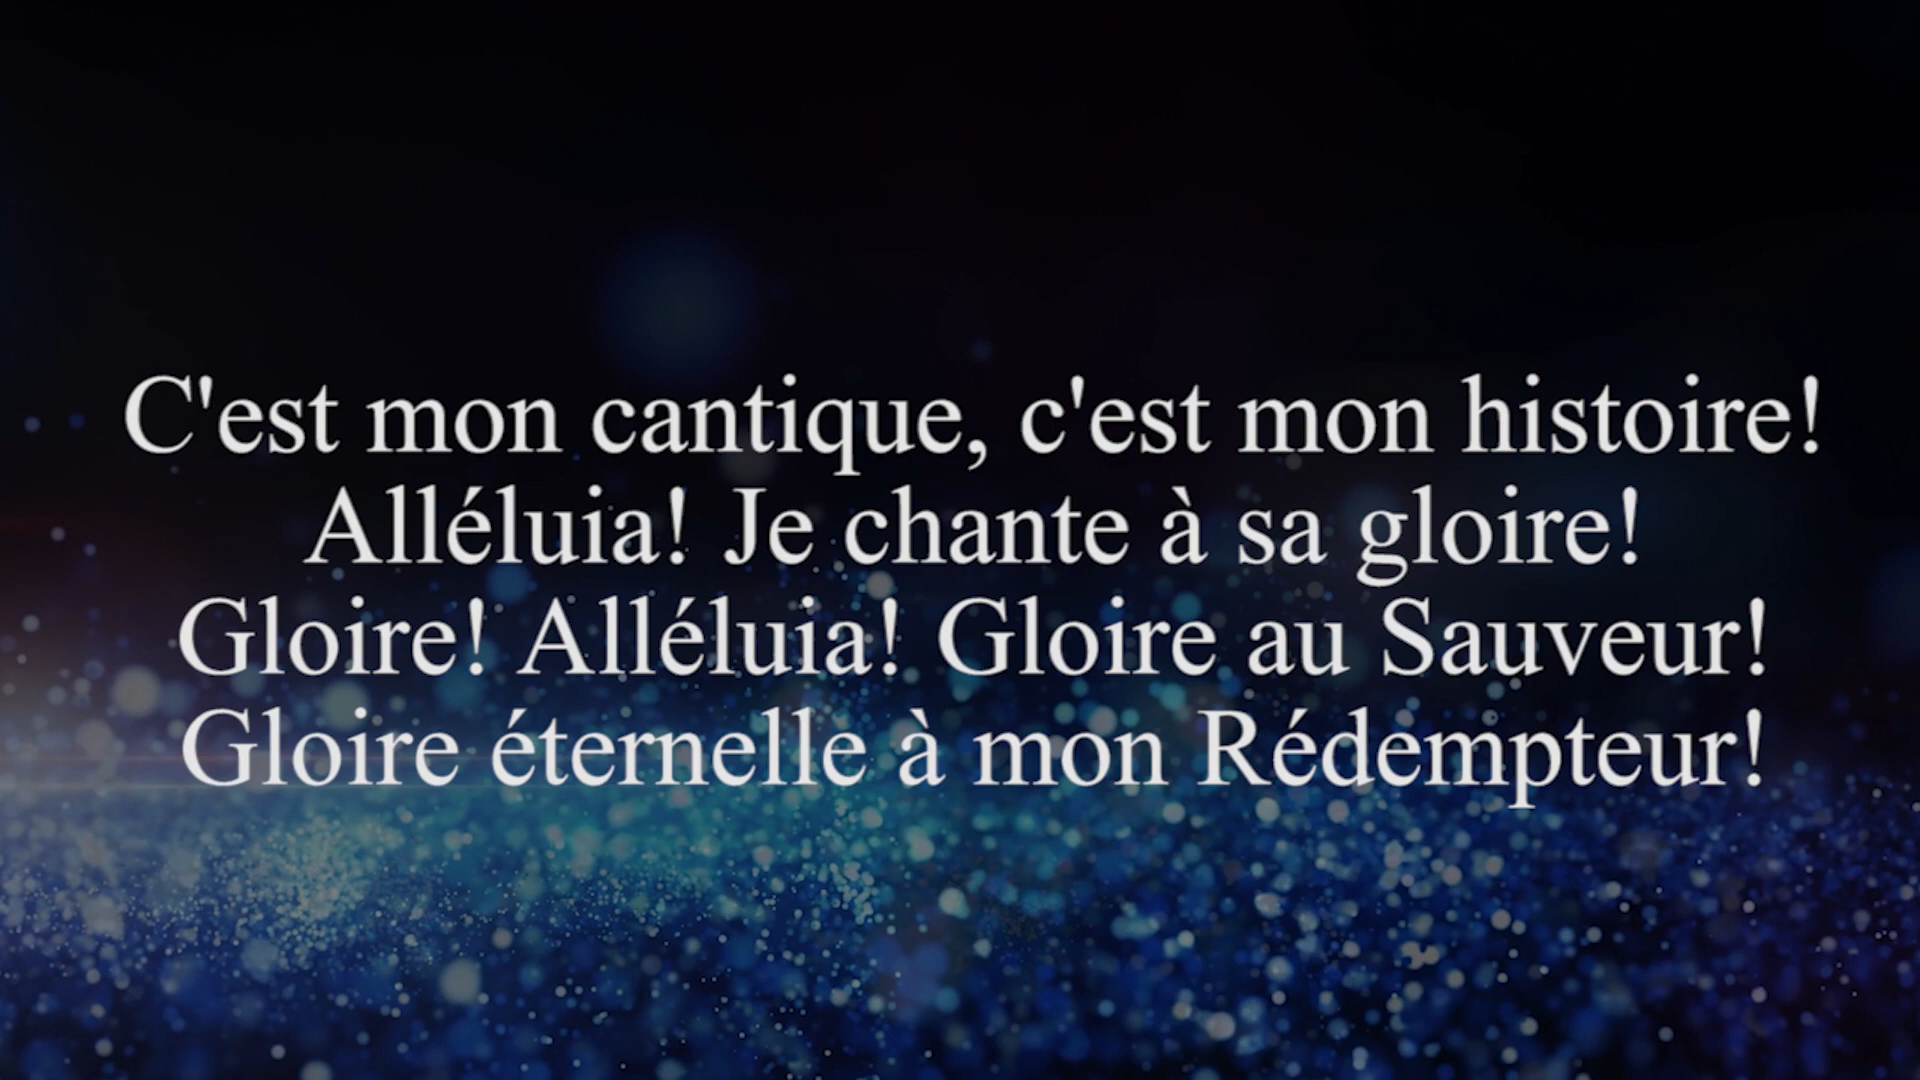 C'est mon cantique, c'est mon histoire!
Alléluia! Je chante à sa gloire!
Gloire! Alléluia! Gloire au Sauveur!
Gloire éternelle à mon Rédempteur!